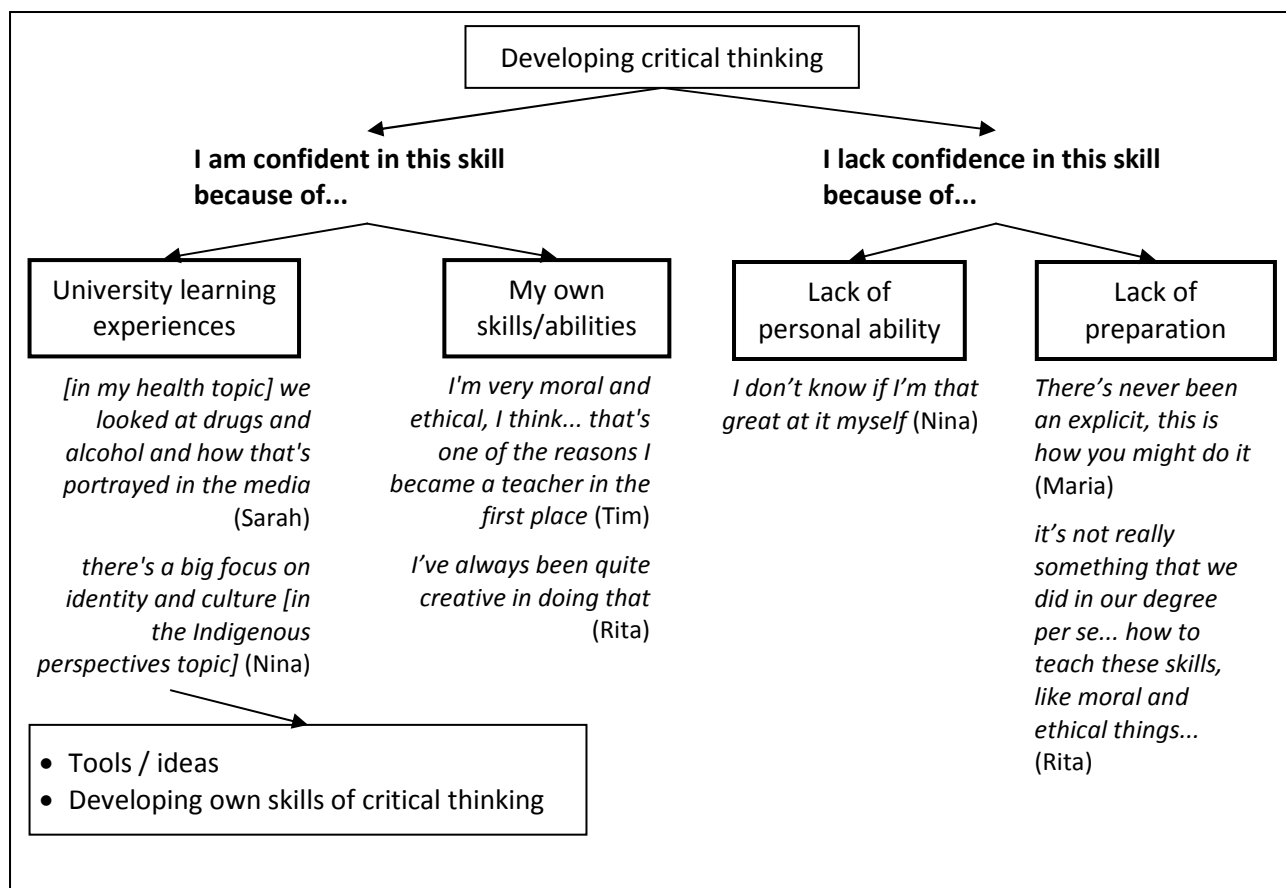 Developing critical thinking
I am confident in this skill
because of...
I lack confidence in this skill
because of...
University learning
experiences
My own
skills/abilities
Lack of
personal ability
Lack of
preparation
[in my health topic] we
looked at drugs and
alcohol and how that's
portrayed in the media
(Sarah)
there's a big focus on
identity and culture [in
the Indigenous
perspectives topic] (Nina)
I'm very moral and
ethical, I think... that's
one of the reasons I
became a teacher in the
first place (Tim)
I’ve always been quite
creative in doing that
(Rita)
I don’t know if I’m that
great at it myself (Nina)
There’s never been
an explicit, this is
how you might do it
(Maria)
it’s not really
something that we
did in our degree
per se... how to
teach these skills,
like moral and
ethical things...
(Rita)
• Tools / ideas
• Developing own skills of critical thinking